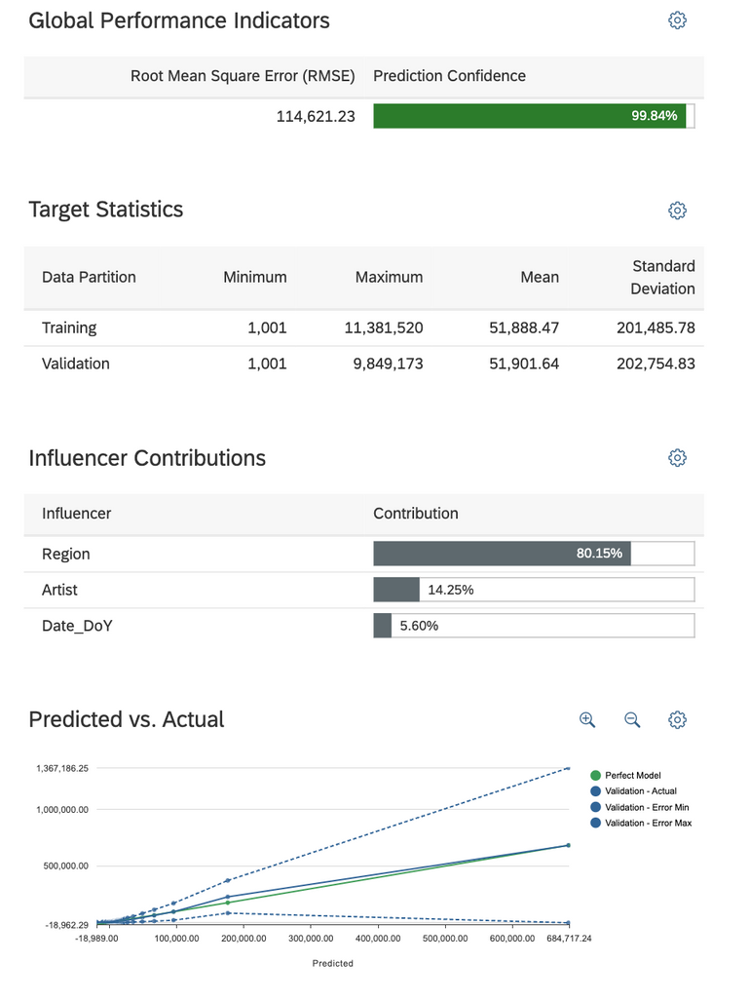 Global Performance Indicators
Root Mean Square Error (RMSE) Prediction Confidence
114,621.23 99.84%
Target Statistics
Data Partition Minimum Maximum Mean Standard Deviation
Training 1,001 11,381,520 51,888.47 201,485.78
Validation 1,001 9,849,173 51,901.64 202,754.83
Influencer Contributions
Influencer Contribution
Region 80.15%
Artist 14.25%
Date_DoY 5.60%
Predicted vs. Actual
1,367,186.25
1,000,000.00
500,000.00
-18,962.29
Perfect Model
Validation - Actual
Validation - Error Min
Validation - Error Max
-18,989.00 100,000.00 200,000.00 300,000.00 400,000.00 500,000.00 600,000.00 684,717.24
Predicted